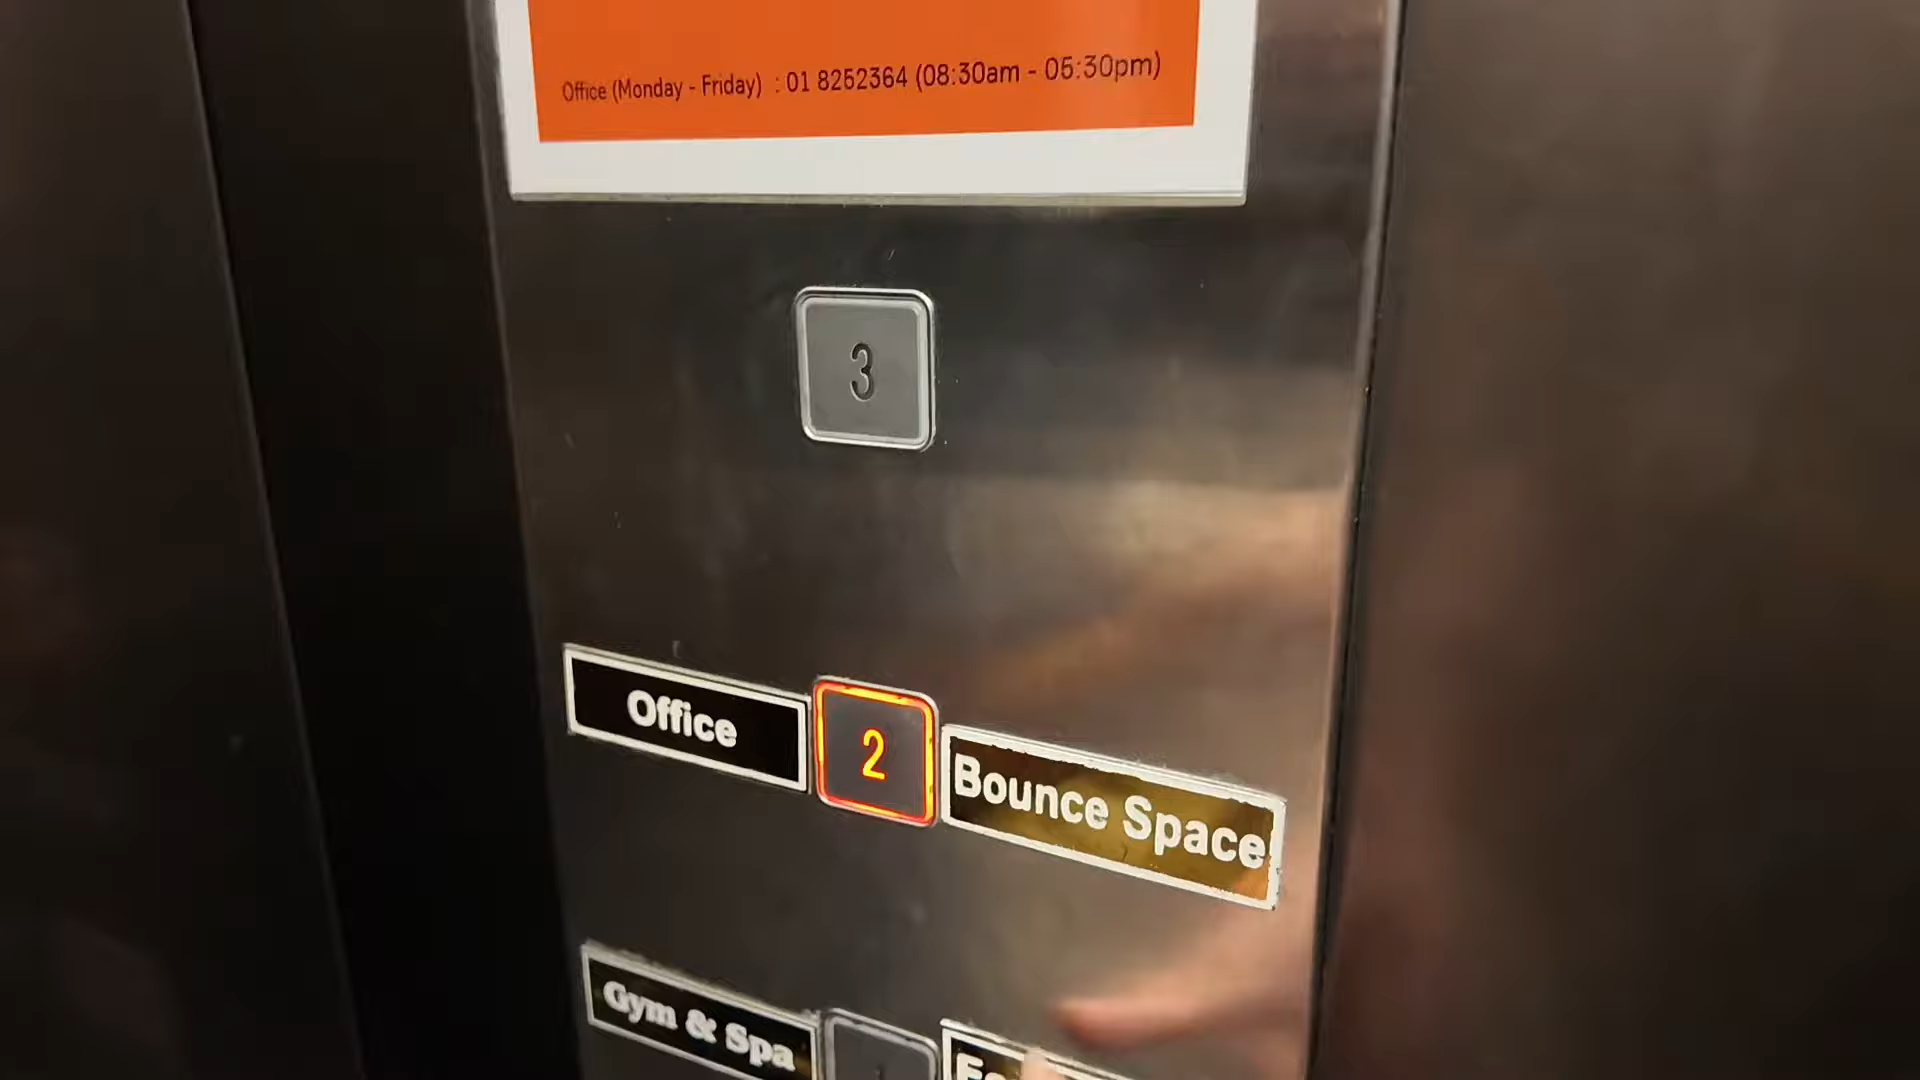 Office (Monday - Friday) : 01 8252364 (08:30am - 05:30pm)
3
Office 2 Bounce Space
Gym & Spa